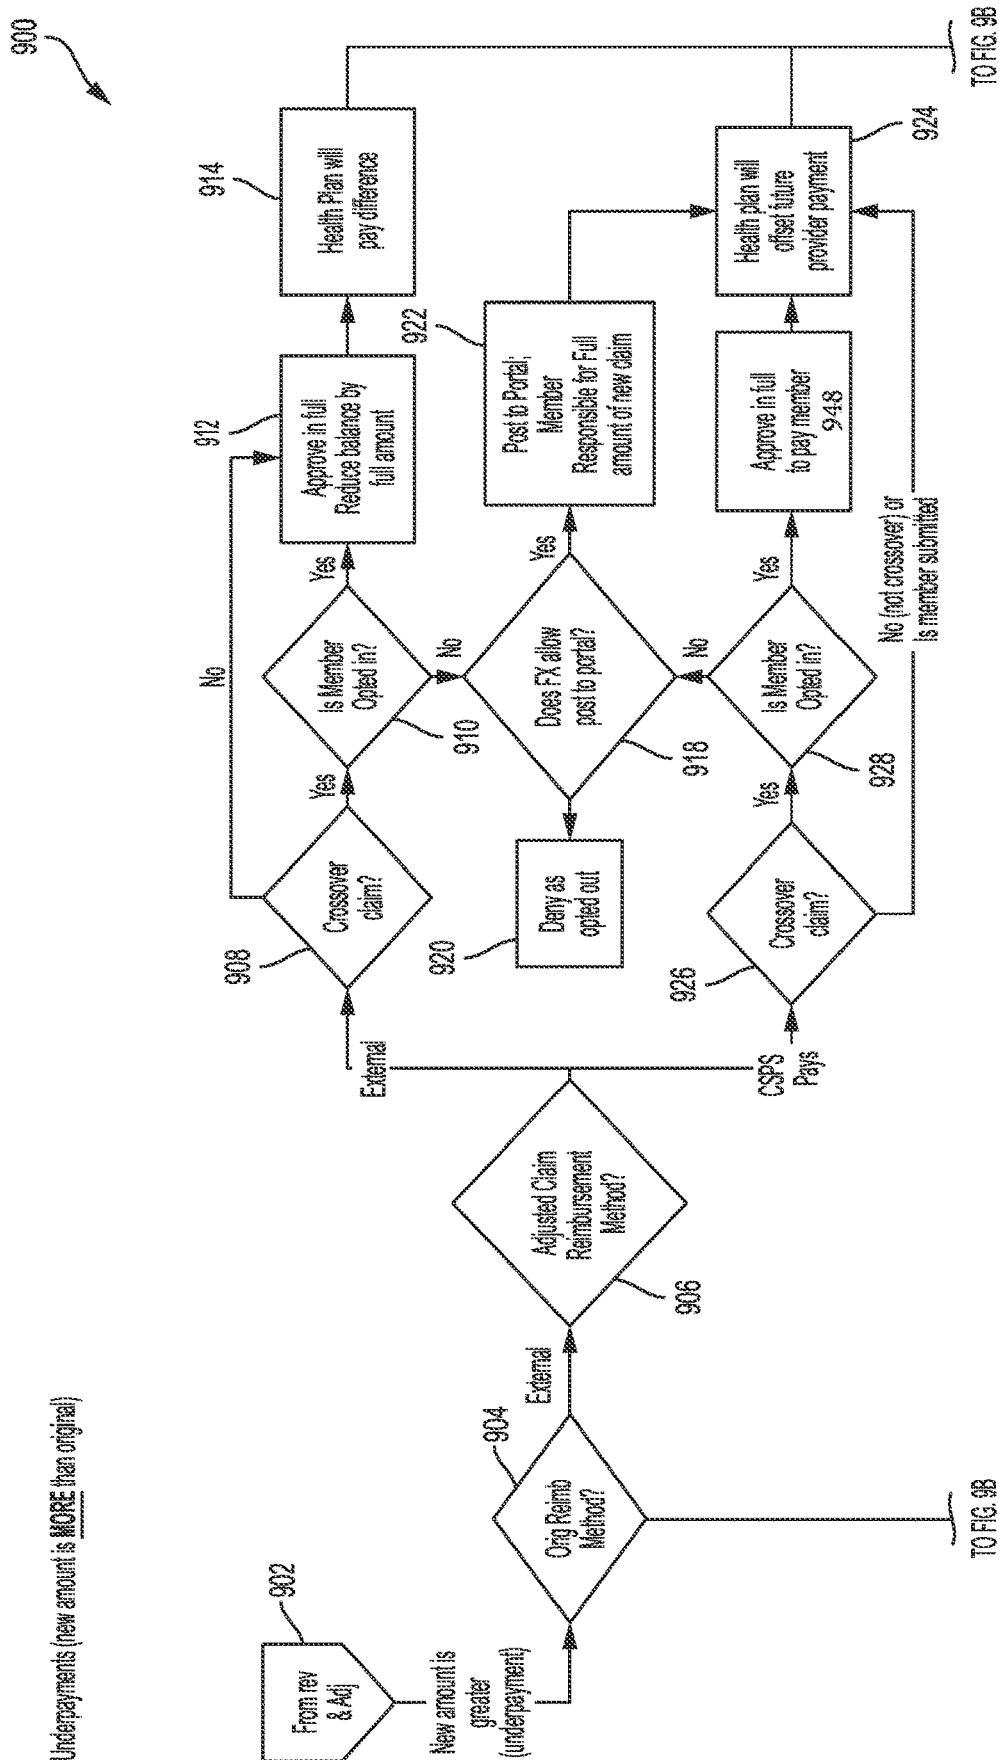 Underpayments (new amount is MORE than original)
900
902
From rev
& Adj
New amount is
greater
(underpayment)
904
Orig Reimb
Method?
TO FIG. 9B
External
906
Adjusted Claim
Reimbursement
Method?
External
CSPS
Pays
908
Crossover
claim?
No
Yes
910
Is Member
Opted in?
Yes
No
912
Approve in full
Reduce balance by
full amount
914
Health Plan will
pay difference
918
Does FX allow
post to portal?
Yes
920
Deny as
opted out
922
Post to Portal;
Member
Responsible for Full
amount of new claim
926
Crossover
claim?
Yes
No (not crossover) or
Is member submitted
928
Is Member
Opted in?
No
Yes
Approve in full
to pay member
948
924
Health plan will
offset future
provider payment
TO FIG. 9B